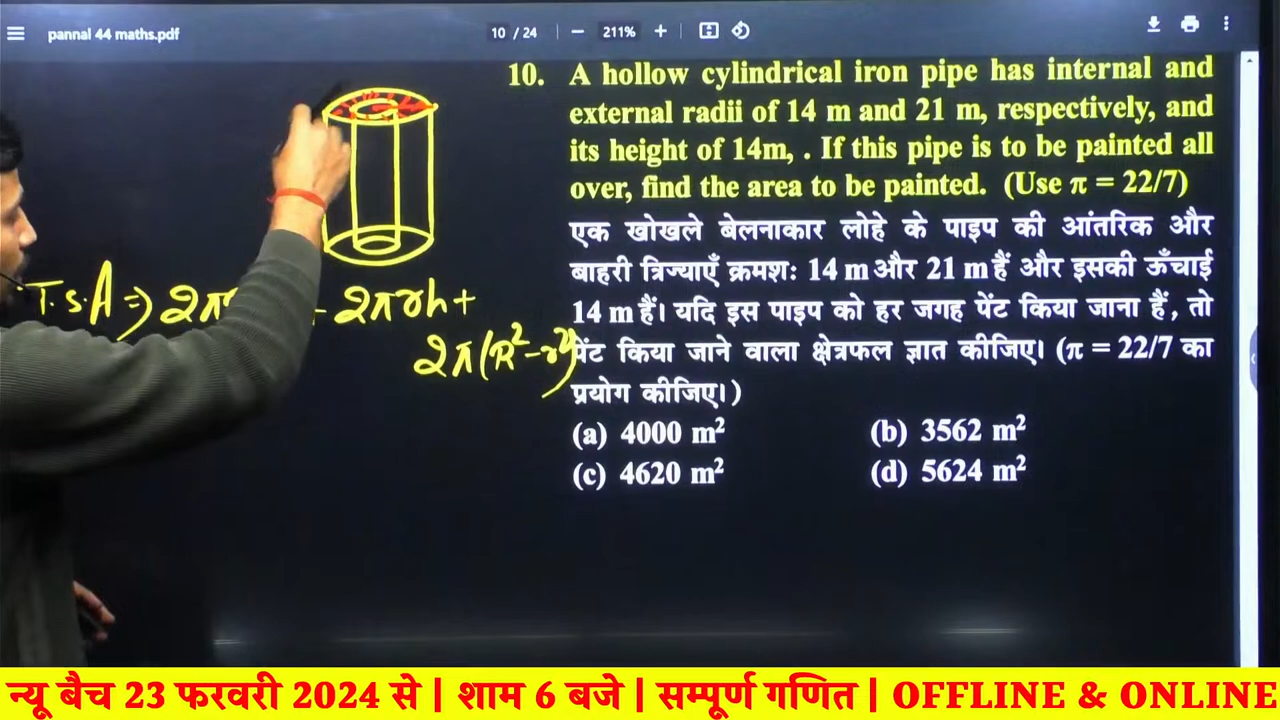 pannal 44 maths.pdf
10 / 24
211%
10. A hollow cylindrical iron pipe has internal and
external radii of 14 m and 21 m, respectively, and
its height of 14m, . If this pipe is to be painted all
over, find the area to be painted. (Use π = 22/7)
एक खोखले बेलनाकार लोहे के पाइप की आंतरिक और
बाहरी त्रिज्याएँ क्रमशः 14 m और 21 m हैं और इसकी ऊँचाई
14 m हैं। यदि इस पाइप को हर जगह पेंट किया जाना हैं, तो
पेंट किया जाने वाला क्षेत्रफल ज्ञात कीजिए। (π = 22/7 का
प्रयोग कीजिए।)
(a) 4000 m² (b) 3562 m²
(c) 4620 m² (d) 5624 m²
T.S.A ⇒ 2π + 2πrh +
2π(R²-r²)
न्यू बैच 23 फरवरी 2024 से | शाम 6 बजे | सम्पूर्ण गणित | OFFLINE & ONLINE